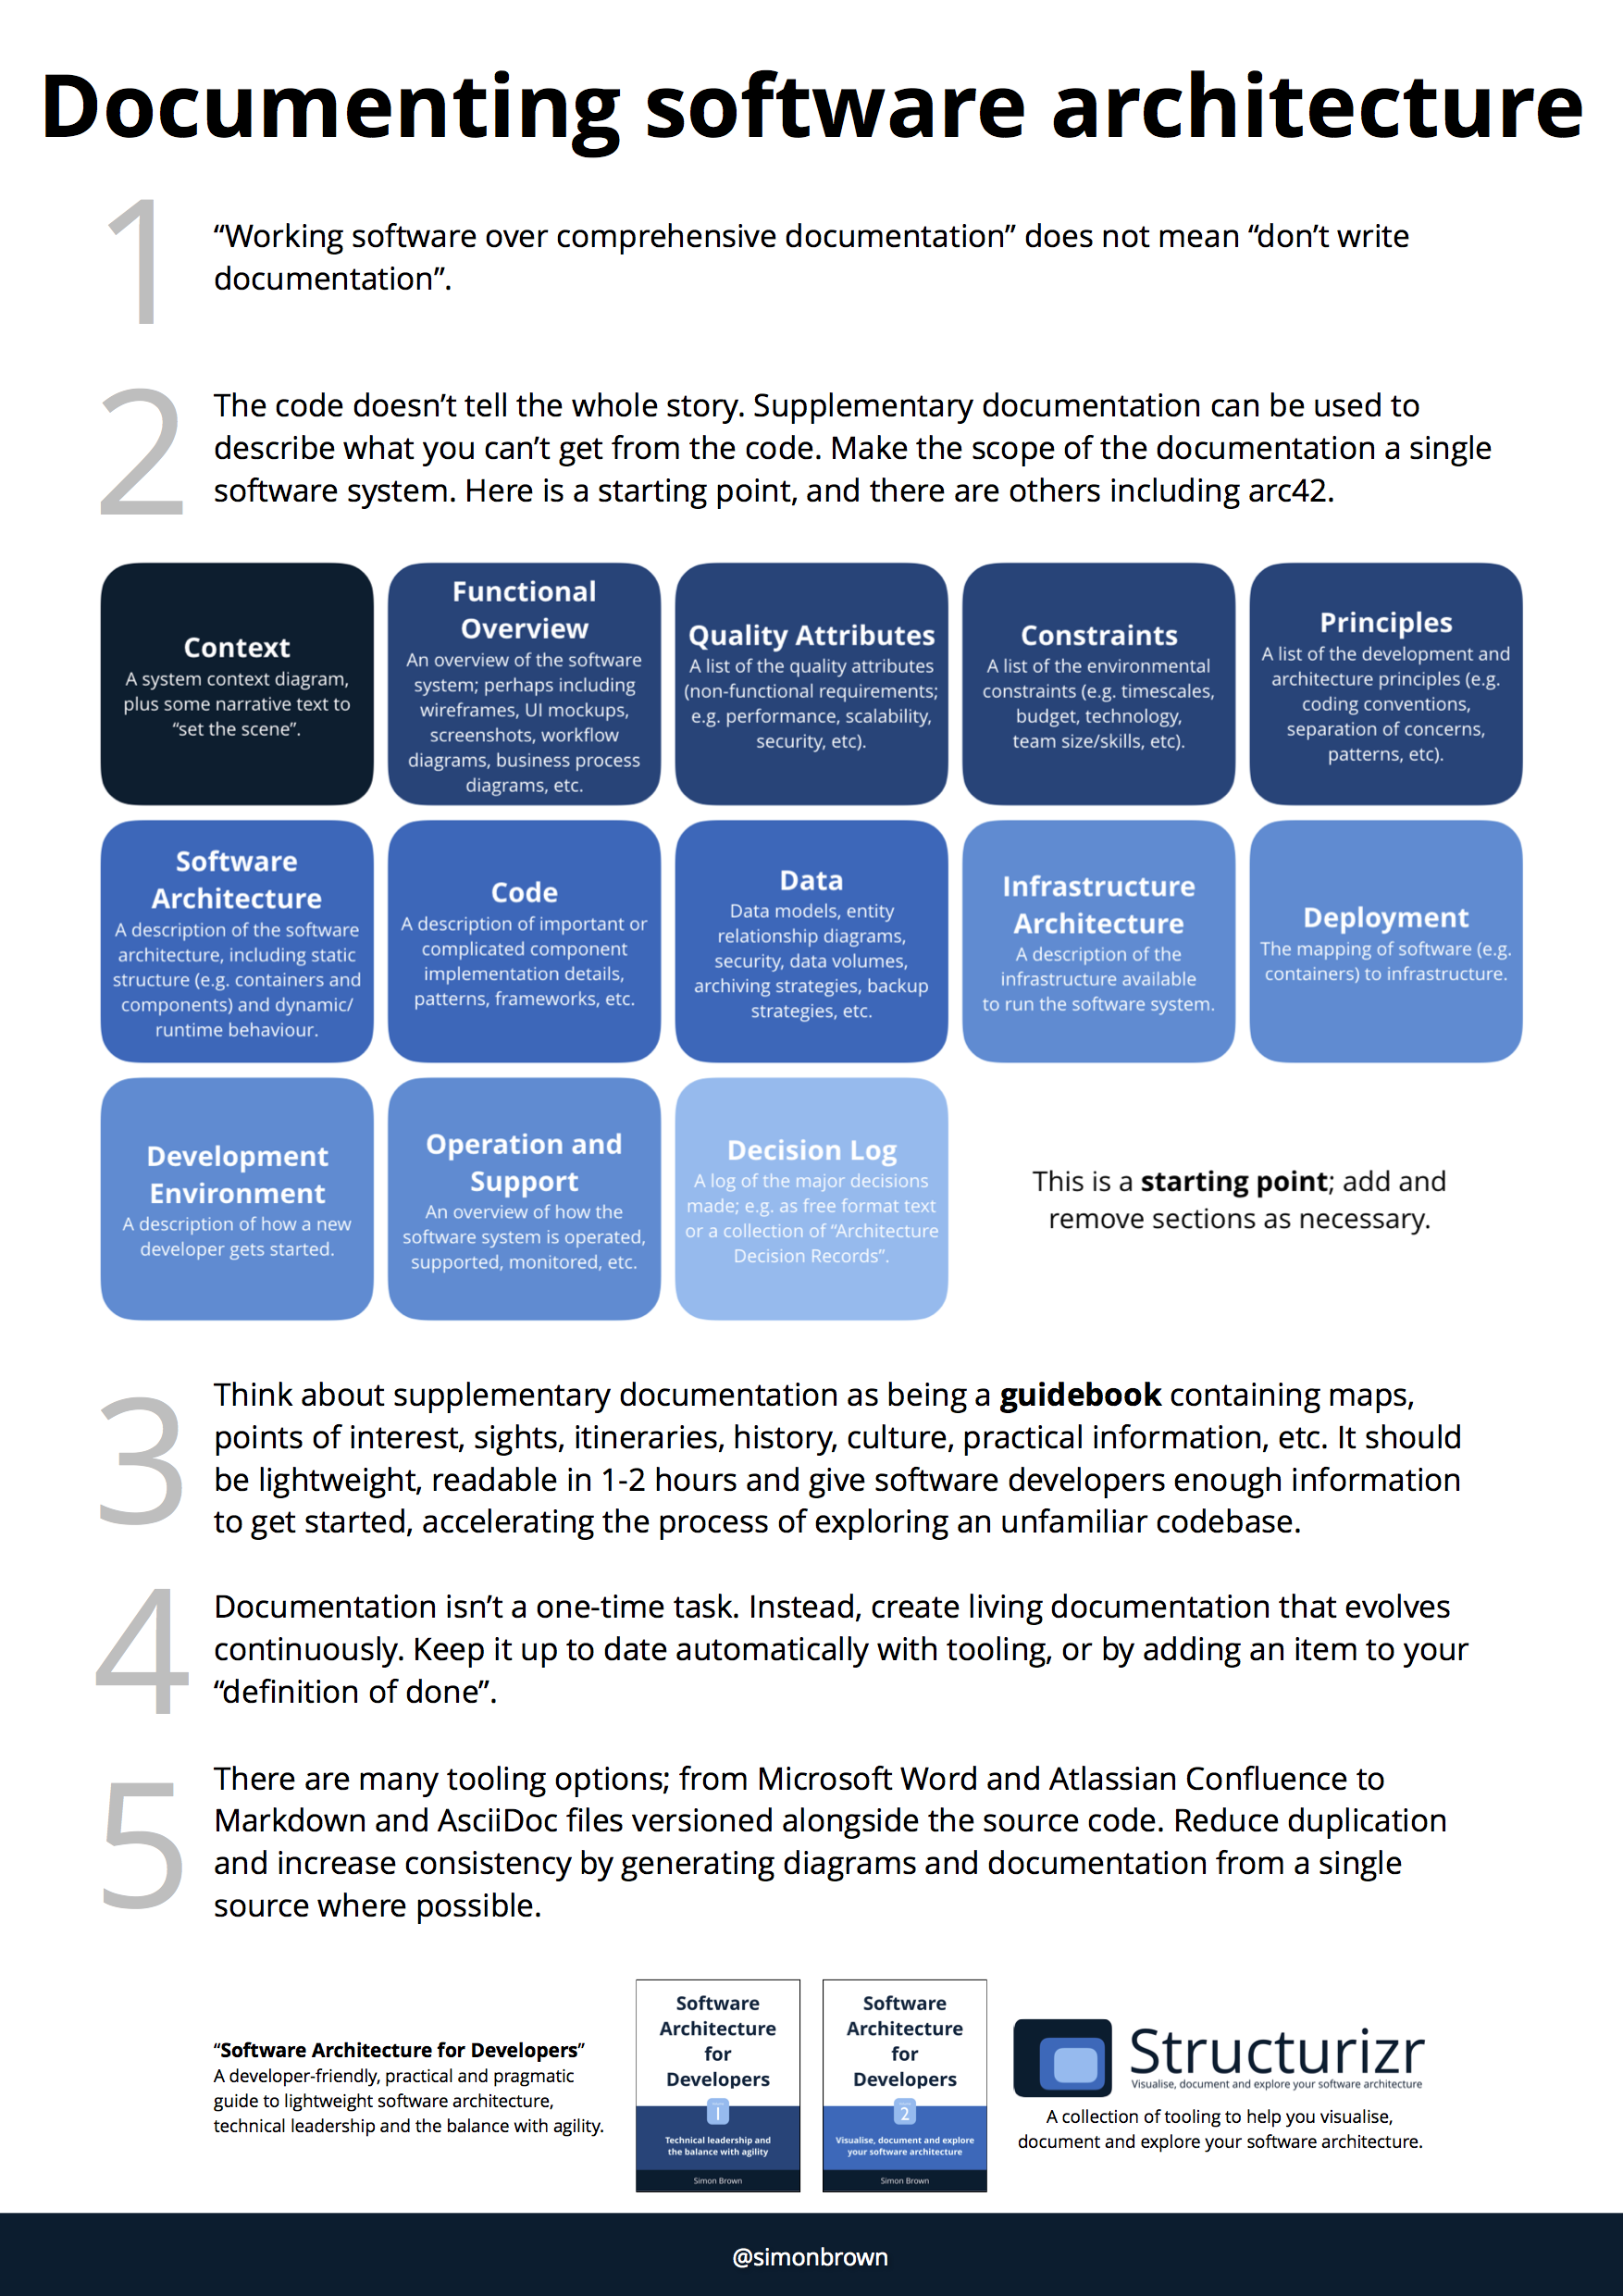 Documenting software architecture
1
“Working software over comprehensive documentation” does not mean “don’t write
documentation”.
2
The code doesn’t tell the whole story. Supplementary documentation can be used to
describe what you can’t get from the code. Make the scope of the documentation a single
software system. Here is a starting point, and there are others including arc42.
Context
A system context diagram,
plus some narrative text to
“set the scene”.
Functional
Overview
An overview of the software
system; perhaps including
wireframes, UI mockups,
screenshots, workflow
diagrams, business process
diagrams, etc.
Quality Attributes
A list of the quality attributes
(non-functional requirements;
e.g. performance, scalability,
security, etc).
Constraints
A list of the environmental
constraints (e.g. timescales,
budget, technology,
team size/skills, etc).
Principles
A list of the development and
architecture principles (e.g.
coding conventions,
separation of concerns,
patterns, etc).
Software
Architecture
A description of the software
architecture, including static
structure (e.g. containers and
components) and dynamic/
runtime behaviour.
Code
A description of important or
complicated component
implementation details,
patterns, frameworks, etc.
Data
Data models, entity
relationship diagrams,
security, data volumes,
archiving strategies, backup
strategies, etc.
Infrastructure
Architecture
A description of the
infrastructure available
to run the software system.
Deployment
The mapping of software (e.g.
containers) to infrastructure.
Development
Environment
A description of how a new
developer gets started.
Operation and
Support
An overview of how the
software system is operated,
supported, monitored, etc.
Decision Log
A log of the major decisions
made; e.g. as free format text
or a collection of “Architecture
Decision Records”.
This is a starting point; add and
remove sections as necessary.
3
Think about supplementary documentation as being a guidebook containing maps,
points of interest, sights, itineraries, history, culture, practical information, etc. It should
be lightweight, readable in 1-2 hours and give software developers enough information
to get started, accelerating the process of exploring an unfamiliar codebase.
4
Documentation isn’t a one-time task. Instead, create living documentation that evolves
continuously. Keep it up to date automatically with tooling, or by adding an item to your
“definition of done”.
5
There are many tooling options; from Microsoft Word and Atlassian Confluence to
Markdown and AsciiDoc files versioned alongside the source code. Reduce duplication
and increase consistency by generating diagrams and documentation from a single
source where possible.
“Software Architecture for Developers”
A developer-friendly, practical and pragmatic
guide to lightweight software architecture,
technical leadership and the balance with agility.
Software
Architecture
for
Developers
1
Technical leadership and
the balance with agility
Simon Brown
Software
Architecture
for
Developers
2
Visualise, document and explore
your software architecture
Simon Brown
Structurizr
Visualise, document and explore your software architecture
A collection of tooling to help you visualise,
document and explore your software architecture.
@simonbrown